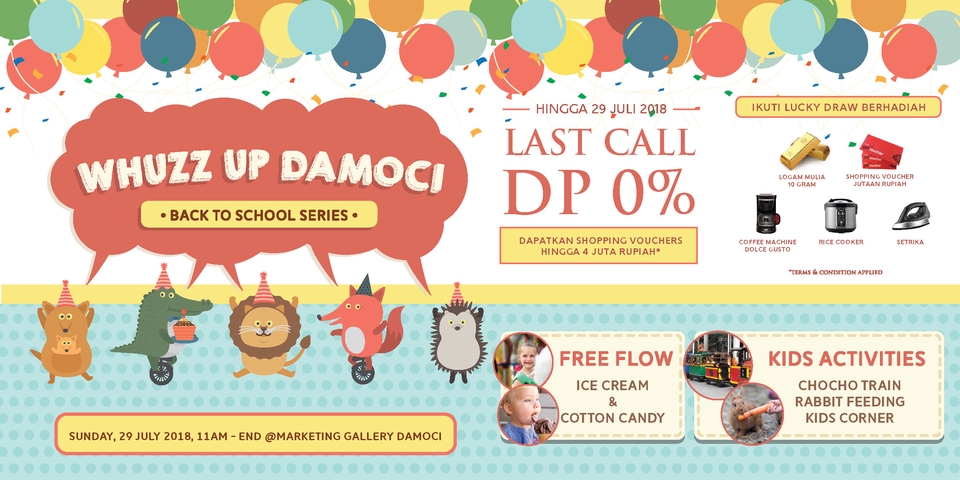 WHUZZ UP DAMOCI
• BACK TO SCHOOL SERIES •
SUNDAY, 29 JULY 2018, 11AM - END @MARKETING GALLERY DAMOCI
HINGGA 29 JULI 2018
LAST CALL
DP 0%
DAPATKAN SHOPPING VOUCHERS
HINGGA 4 JUTA RUPIAH*
IKUTI LUCKY DRAW BERHADIAH
LOGAM MULIA
10 GRAM
Voucher
Voucher
Voucher
SHOPPING VOUCHER
JUTAAN RUPIAH
COFFEE MACHINE
DOLCE GUSTO
RICE COOKER
SETRIKA
*TERMS & CONDITION APPLIED
FREE FLOW
ICE CREAM
&
COTTON CANDY
KIDS ACTIVITIES
CHOCHO TRAIN
RABBIT FEEDING
KIDS CORNER